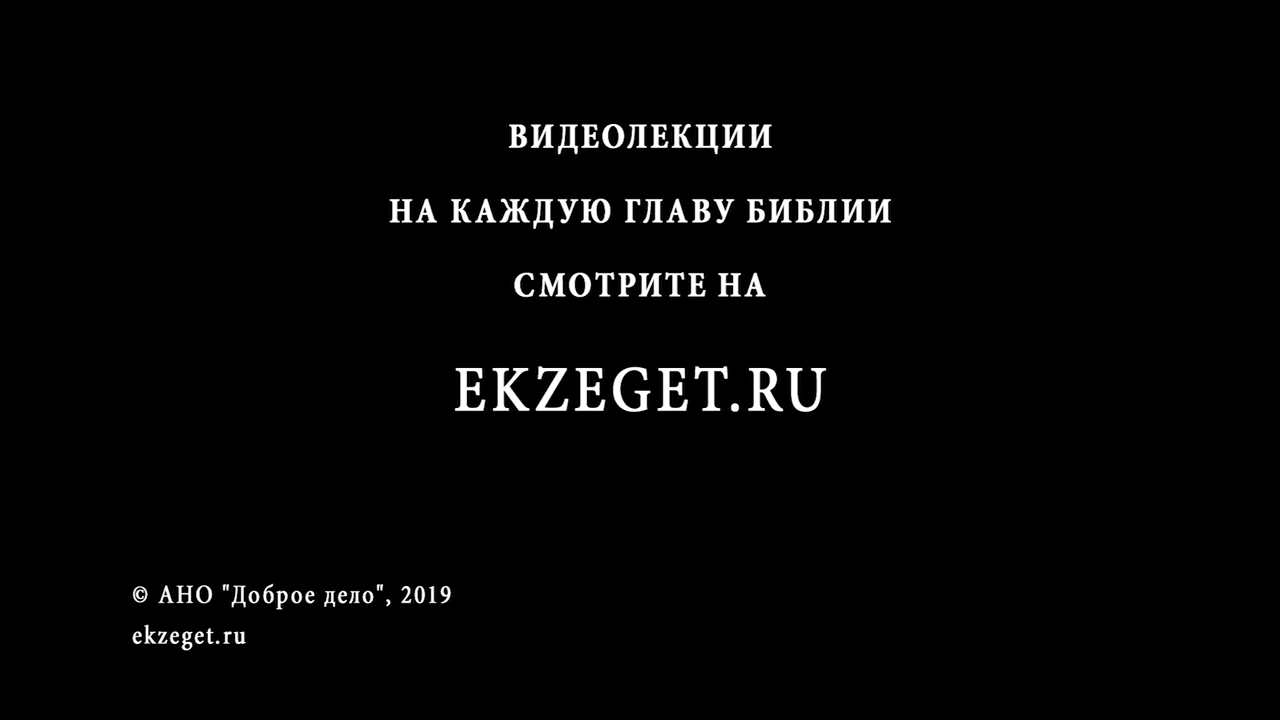 ВИДЕОЛЕКЦИИ
НА КАЖДУЮ ГЛАВУ БИБЛИИ
СМОТРИТЕ НА
EKZEGET.RU
© АНО "Доброе дело", 2019
ekzeget.ru